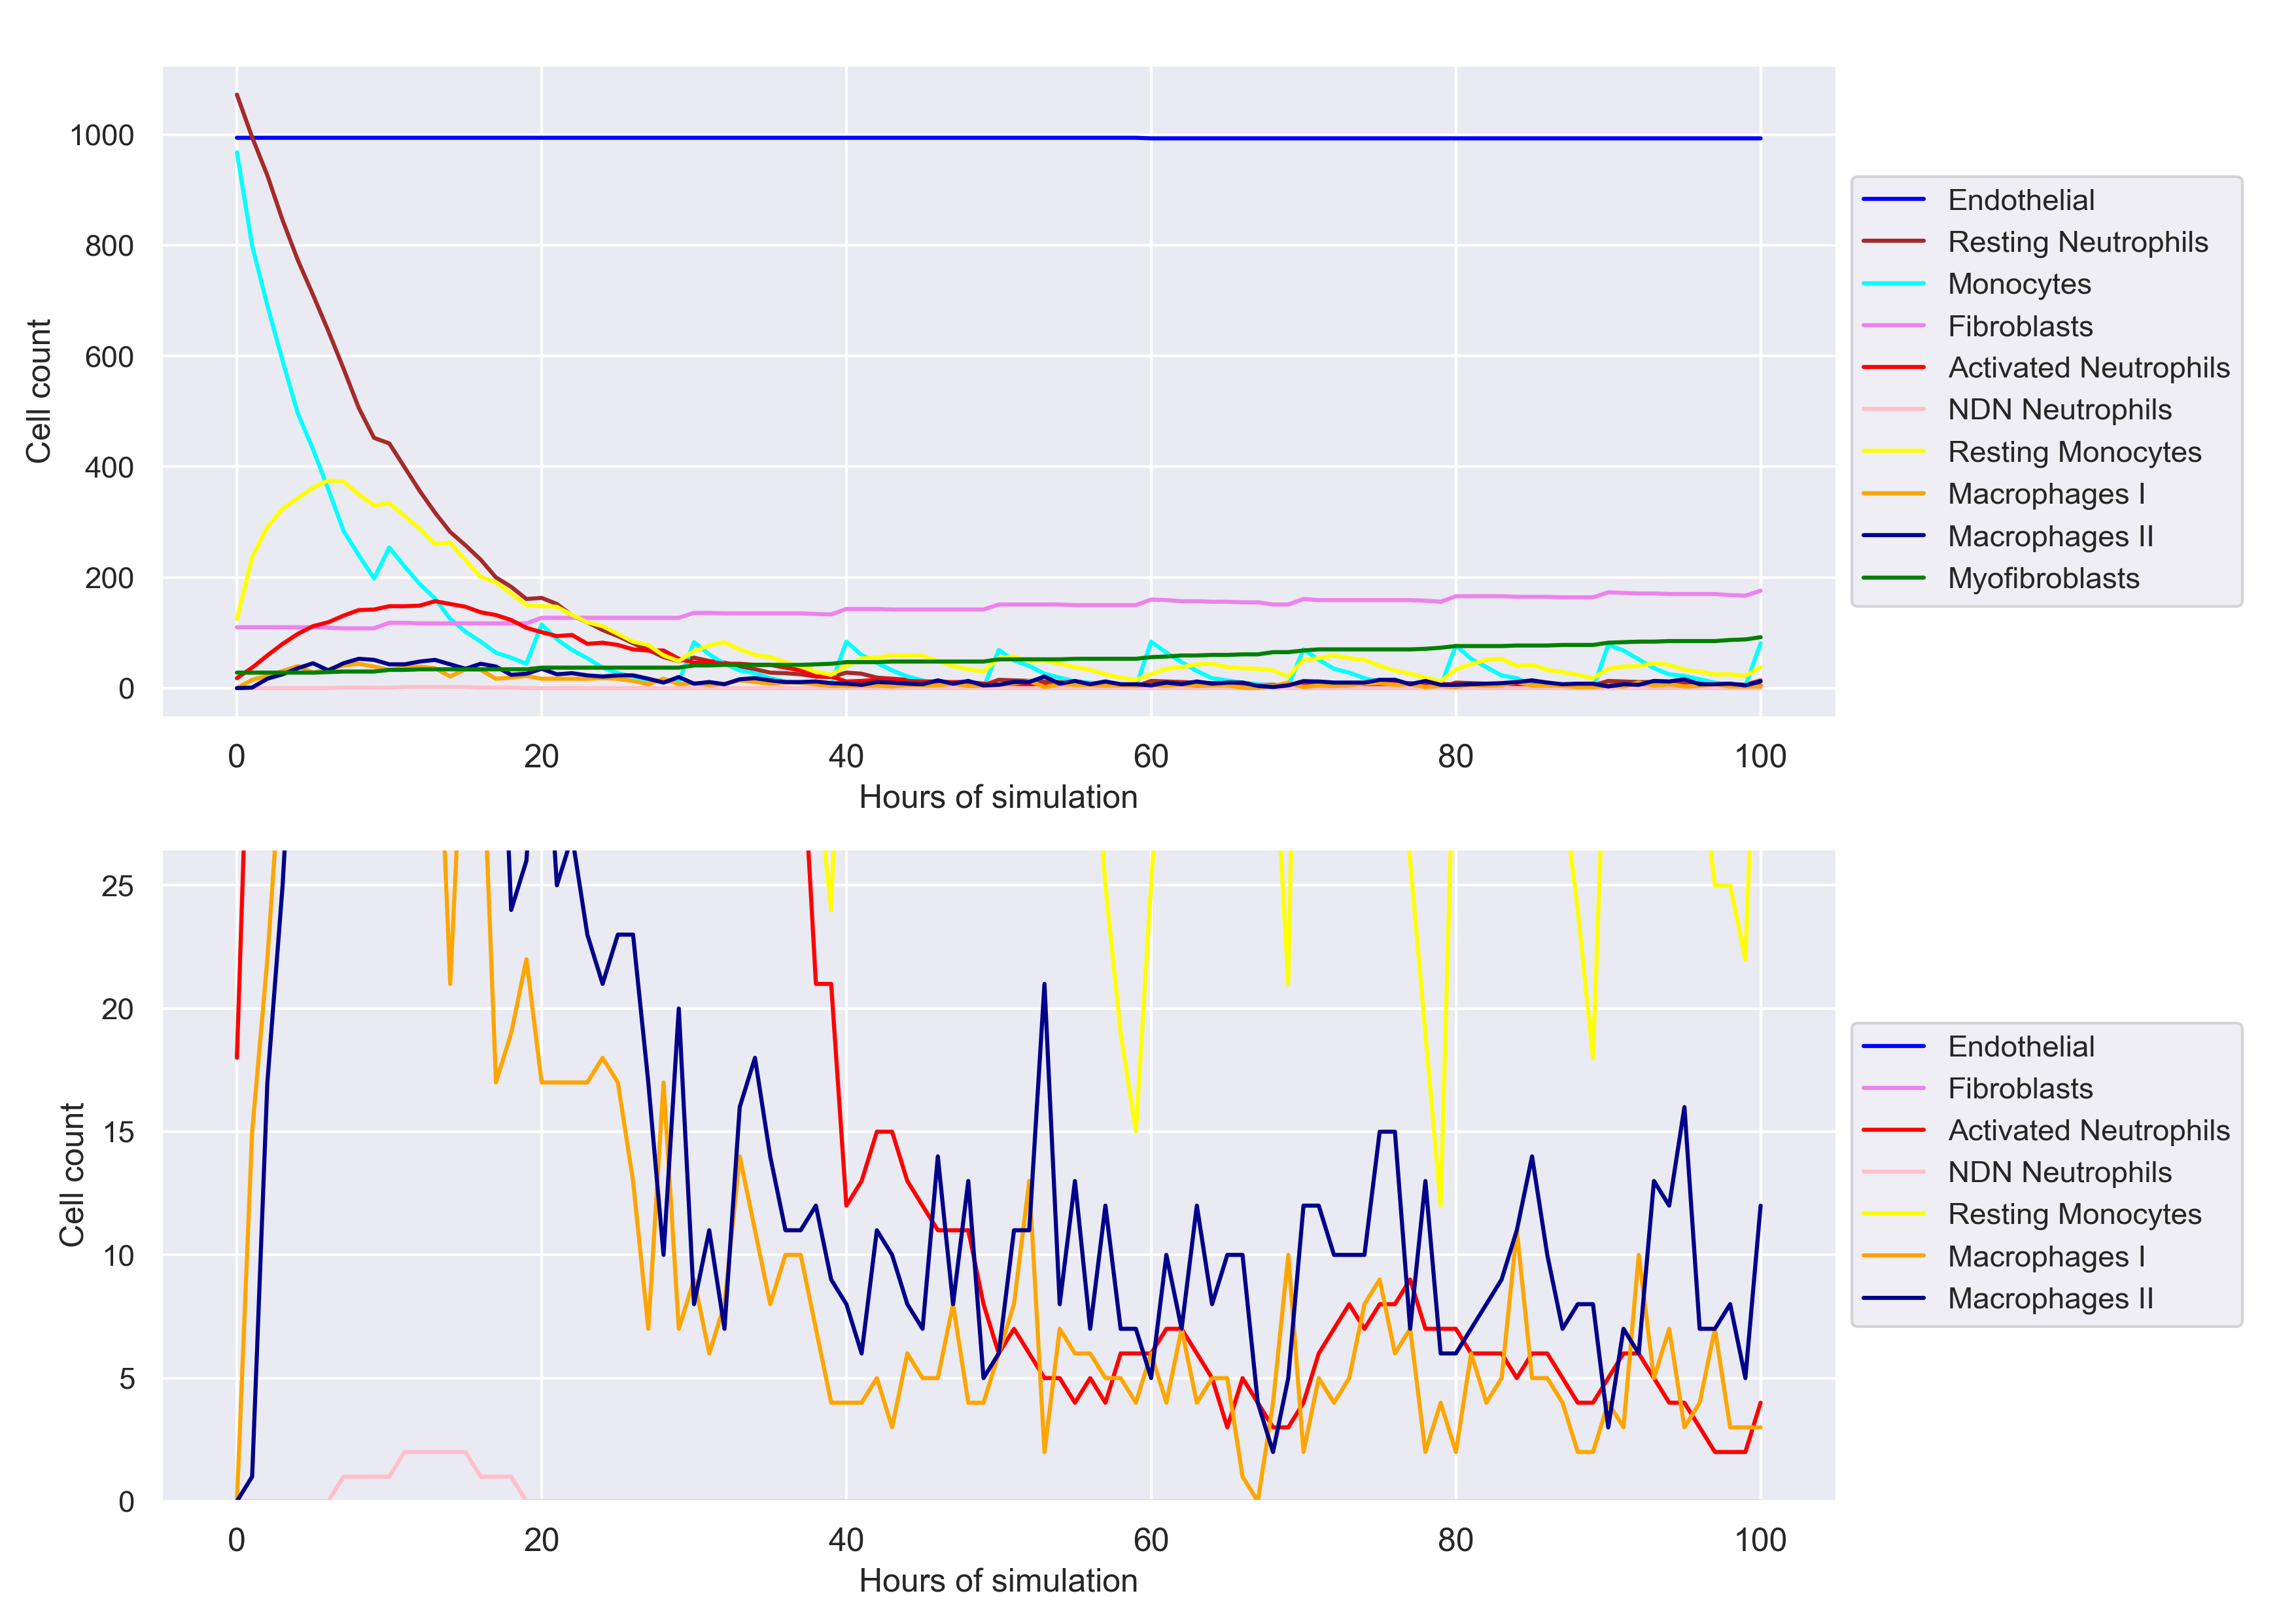 1000
800
600
400
200
0
Cell count
0 20 40 60 80 100
Hours of simulation
Endothelial
Resting Neutrophils
Monocytes
Fibroblasts
Activated Neutrophils
NDN Neutrophils
Resting Monocytes
Macrophages I
Macrophages II
Myofibroblasts
25
20
15
10
5
0
Cell count
0 20 40 60 80 100
Hours of simulation
Endothelial
Fibroblasts
Activated Neutrophils
NDN Neutrophils
Resting Monocytes
Macrophages I
Macrophages II